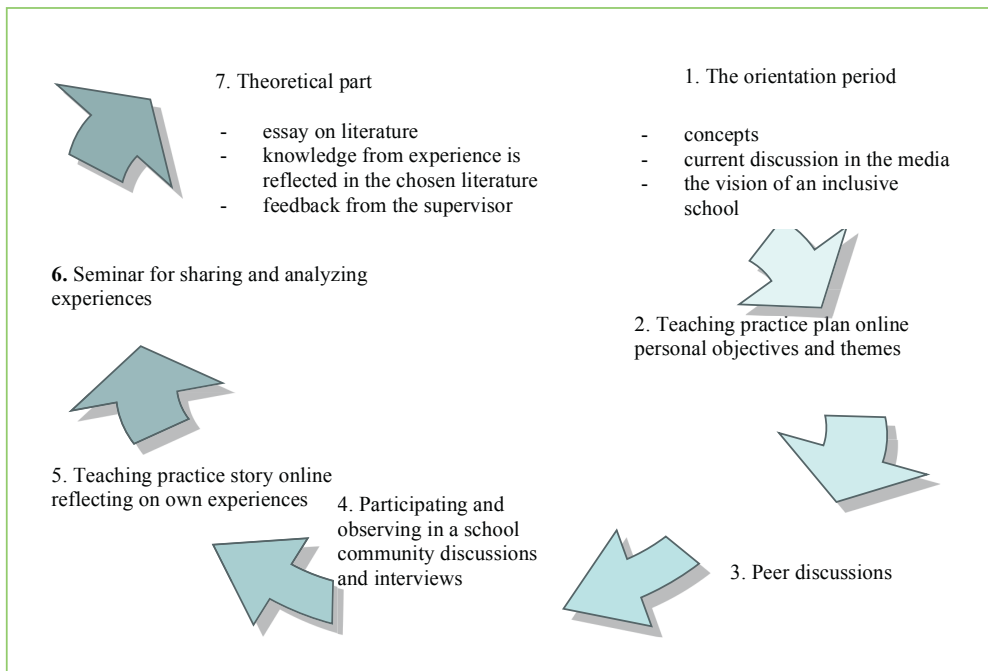 1. The orientation period
- concepts
- current discussion in the media
- the vision of an inclusive
school
2. Teaching practice plan online
personal objectives and themes
3. Peer discussions
4. Participating and
observing in a school
community discussions
and interviews
5. Teaching practice story online
reflecting on own experiences
6. Seminar for sharing and analyzing
experiences
7. Theoretical part
- essay on literature
- knowledge from experience is
reflected in the chosen literature
- feedback from the supervisor